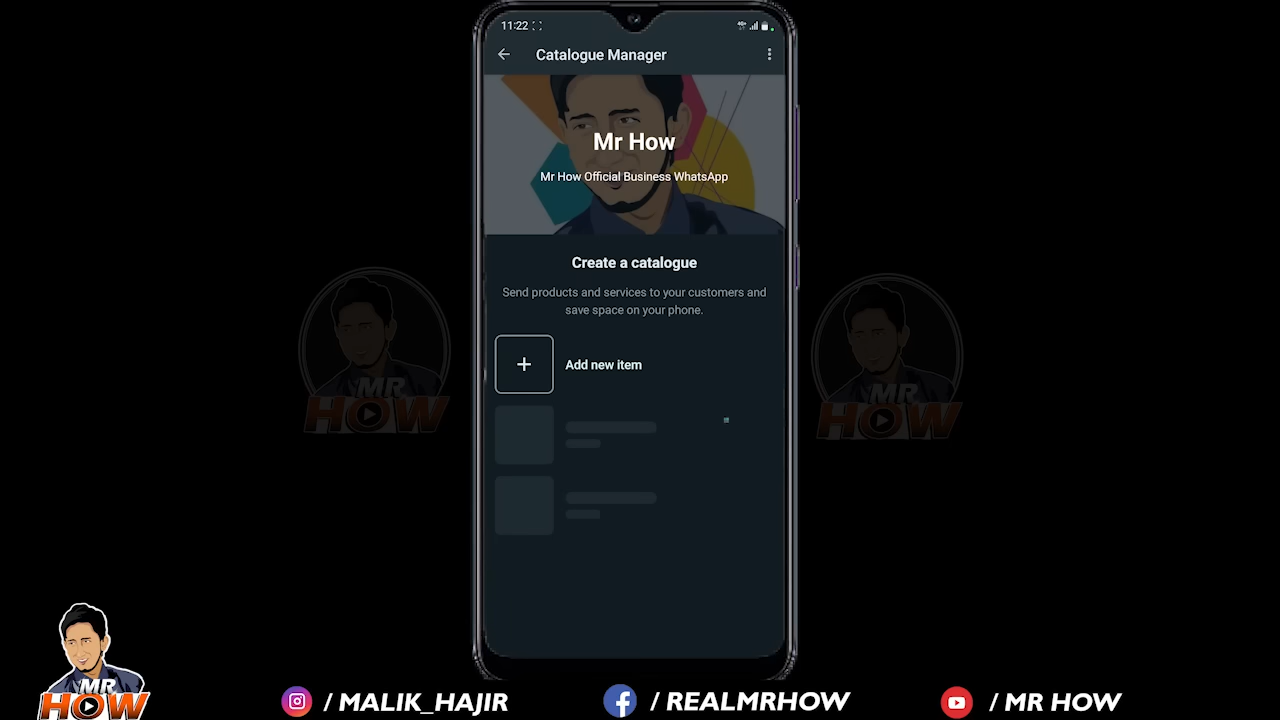 11:22
4G+
Catalogue Manager
Mr How
Mr How Official Business WhatsApp
Create a catalogue
Send products and services to your customers and
save space on your phone.
Add new item
MR
HOW
MR
HOW
MR
HOW
/ MALIK_HAJIR
/ REALMRHOW
/ MR HOW